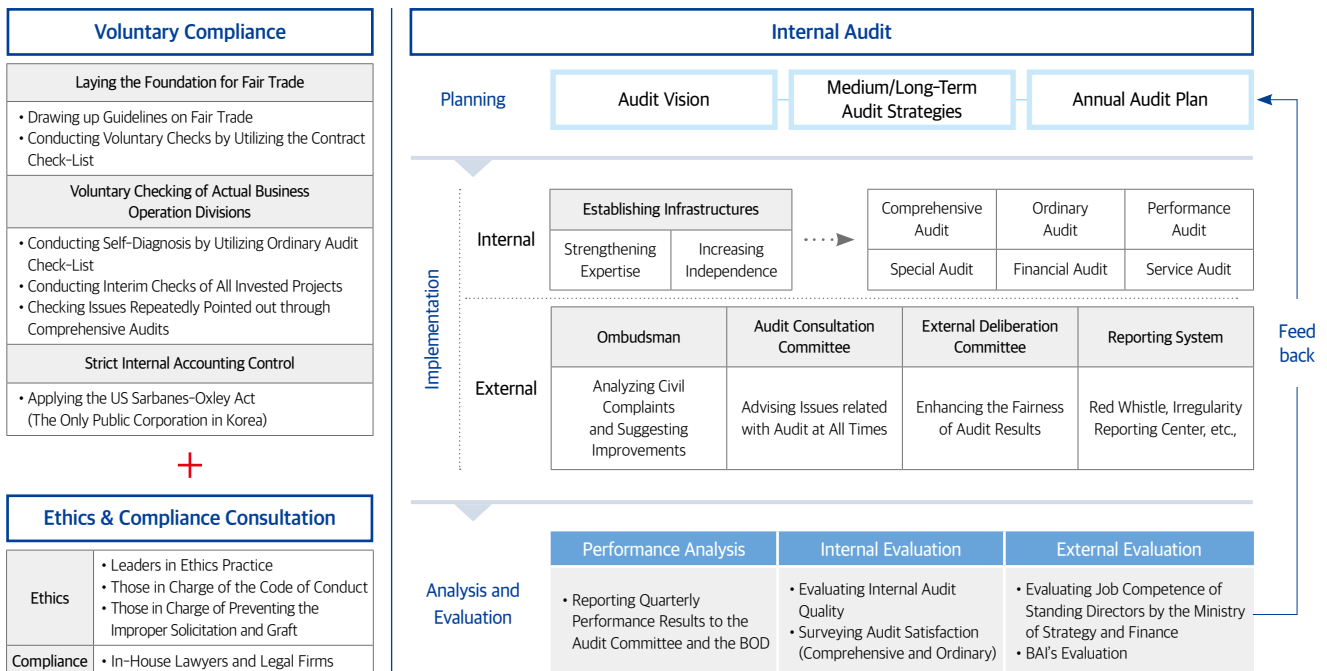 Voluntary Compliance
Laying the Foundation for Fair Trade
• Drawing up Guidelines on Fair Trade
• Conducting Voluntary Checks by Utilizing the Contract
Check-List
Voluntary Checking of Actual Business
Operation Divisions
• Conducting Self-Diagnosis by Utilizing Ordinary Audit
Check-List
• Conducting Interim Checks of All Invested Projects
• Checking Issues Repeatedly Pointed out through
Comprehensive Audits
Strict Internal Accounting Control
• Applying the US Sarbanes-Oxley Act
(The Only Public Corporation in Korea)
+
Ethics & Compliance Consultation
Ethics
• Leaders in Ethics Practice
• Those in Charge of the Code of Conduct
• Those in Charge of Preventing the
Improper Solicitation and Graft
Compliance
• In-House Lawyers and Legal Firms
Internal Audit
Planning
Audit Vision
Medium/Long-Term
Audit Strategies
Annual Audit Plan
Implementation
Internal
Establishing Infrastructures
Strengthening
Expertise
Increasing
Independence
Comprehensive
Audit
Ordinary
Audit
Performance
Audit
Special Audit
Financial Audit
Service Audit
External
Ombudsman
Audit Consultation
Committee
External Deliberation
Committee
Reporting System
Analyzing Civil
Complaints
and Suggesting
Improvements
Advising Issues related
with Audit at All Times
Enhancing the Fairness
of Audit Results
Red Whistle, Irregularity
Reporting Center, etc.,
Feed
back
Analysis and
Evaluation
Performance Analysis
Internal Evaluation
External Evaluation
• Reporting Quarterly
Performance Results to the
Audit Committee and the BOD
• Evaluating Internal Audit
Quality
• Surveying Audit Satisfaction
(Comprehensive and Ordinary)
• Evaluating Job Competence of
Standing Directors by the Ministry
of Strategy and Finance
• BAI's Evaluation